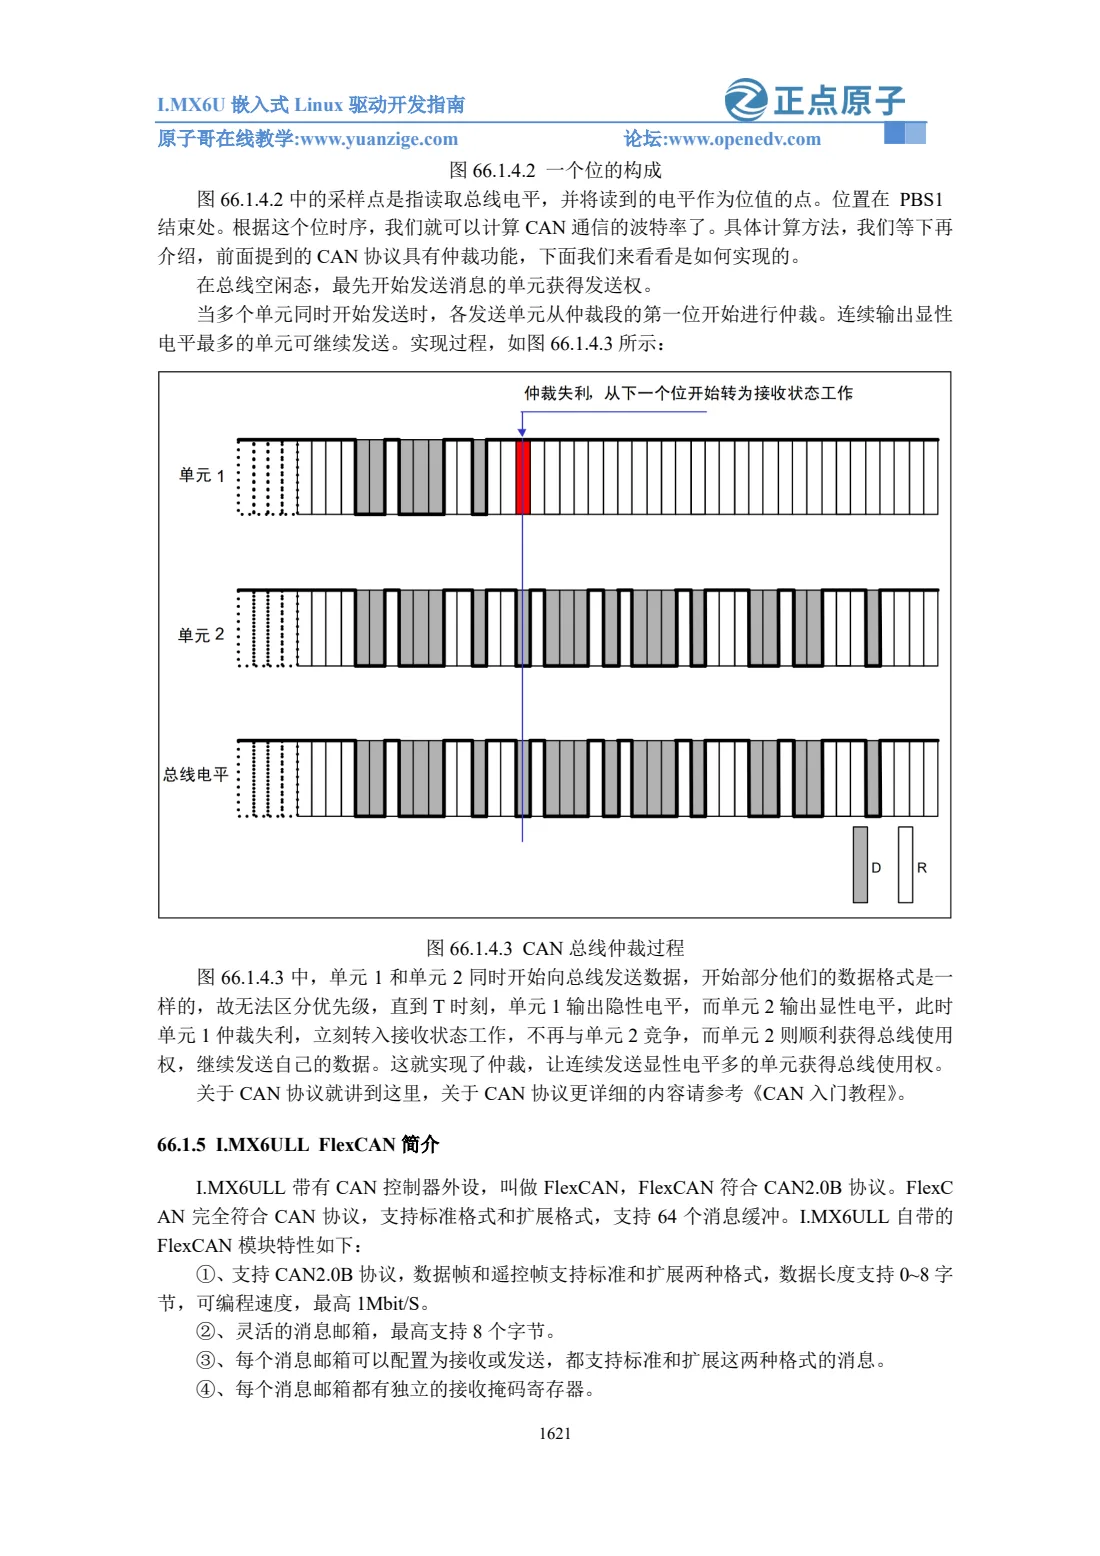 I.MX6U 嵌入式 Linux 驱动开发指南
正点原子
原子哥在线教学:www.yuanzige.com
论坛:www.openedv.com
图 66.1.4.2 一个位的构成
图 66.1.4.2 中的采样点是指读取总线电平，并将读到的电平作为位值的点。位置在 PBS1
结束处。根据这个位时序，我们就可以计算 CAN 通信的波特率了。具体计算方法，我们等下再
介绍，前面提到的 CAN 协议具有仲裁功能，下面我们来看看是如何实现的。
在总线空闲态，最先开始发送消息的单元获得发送权。
当多个单元同时开始发送时，各发送单元从仲裁段的第一位开始进行仲裁。连续输出显性
电平最多的单元可继续发送。实现过程，如图 66.1.4.3 所示：
仲裁失利，从下一个位开始转为接收状态工作
单元 1
单元 2
总线电平
D
R
图 66.1.4.3 CAN 总线仲裁过程
图 66.1.4.3 中，单元 1 和单元 2 同时开始向总线发送数据，开始部分他们的数据格式是一
样的，故无法区分优先级，直到 T 时刻，单元 1 输出隐性电平，而单元 2 输出显性电平，此时
单元 1 仲裁失利，立刻转入接收状态工作，不再与单元 2 竞争，而单元 2 则顺利获得总线使用
权，继续发送自己的数据。这就实现了仲裁，让连续发送显性电平多的单元获得总线使用权。
关于 CAN 协议就讲到这里，关于 CAN 协议更详细的内容请参考《CAN 入门教程》。
66.1.5 I.MX6ULL FlexCAN 简介
I.MX6ULL 带有 CAN 控制器外设，叫做 FlexCAN，FlexCAN 符合 CAN2.0B 协议。FlexC
AN 完全符合 CAN 协议，支持标准格式和扩展格式，支持 64 个消息缓冲。I.MX6ULL 自带的
FlexCAN 模块特性如下：
①、支持 CAN2.0B 协议，数据帧和遥控帧支持标准和扩展两种格式，数据长度支持 0~8 字
节，可编程速度，最高 1Mbit/S。
②、灵活的消息邮箱，最高支持 8 个字节。
③、每个消息邮箱可以配置为接收或发送，都支持标准和扩展这两种格式的消息。
④、每个消息邮箱都有独立的接收掩码寄存器。
1621